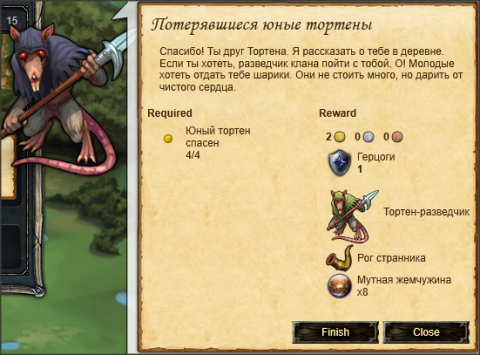 15
Потерявшиеся юные тортены
Спасибо! Ты друг Тортена. Я рассказать о тебе в деревне.
Если ты хотеть, разведчик клана пойти с тобой. О! Молодые
хотеть отдать тебе шарики. Они не стоить много, но дарить от
чистого сердца.
Required
Юный тортен
спасен
4/4
Reward
2 0 0
Герцоги
1
Тортен-разведчик
Рог странника
Мутная жемчужина
x8
Finish Close